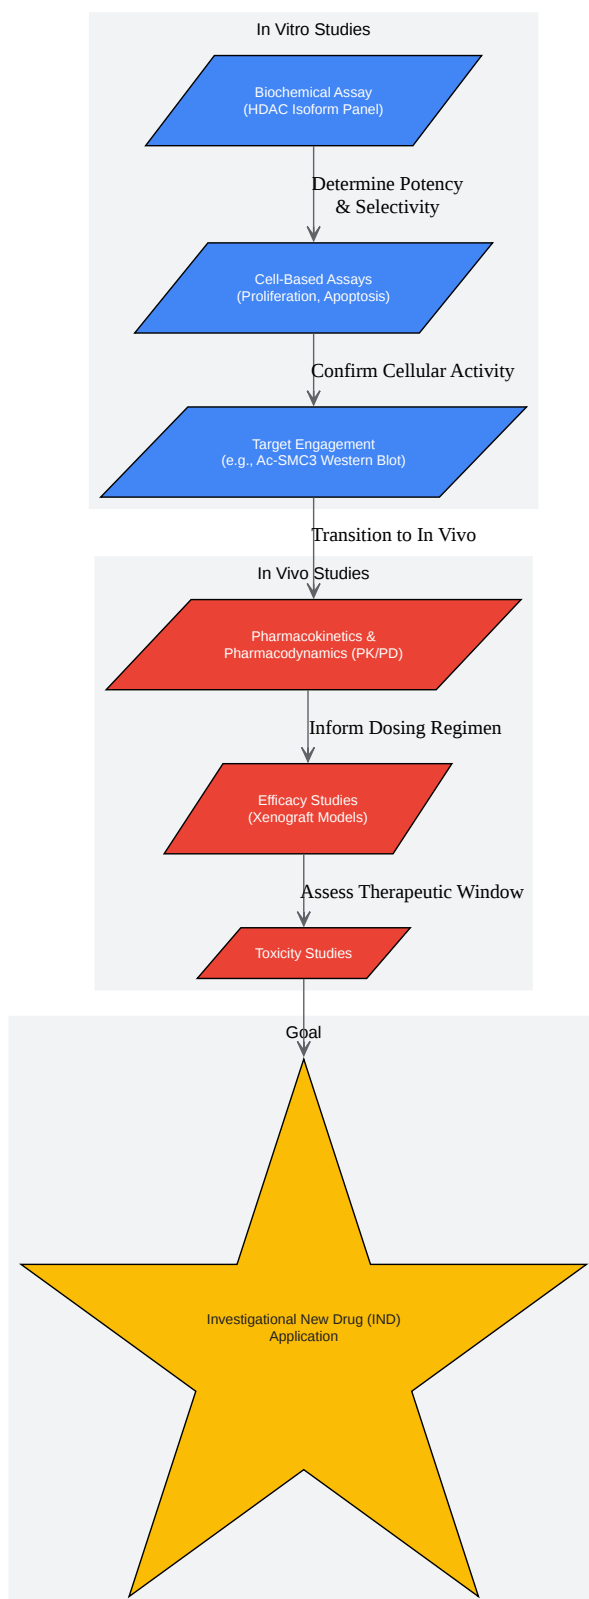 In Vitro Studies
Biochemical Assay
(HDAC Isoform Panel)
Determine Potency
& Selectivity
Cell-Based Assays
(Proliferation, Apoptosis)
Confirm Cellular Activity
Target Engagement
(e.g., Ac-SMC3 Western Blot)
Transition to In Vivo
In Vivo Studies
Pharmacokinetics &
Pharmacodynamics (PK/PD)
Inform Dosing Regimen
Efficacy Studies
(Xenograft Models)
Assess Therapeutic Window
Toxicity Studies
Goal
Investigational New Drug (IND)
Application